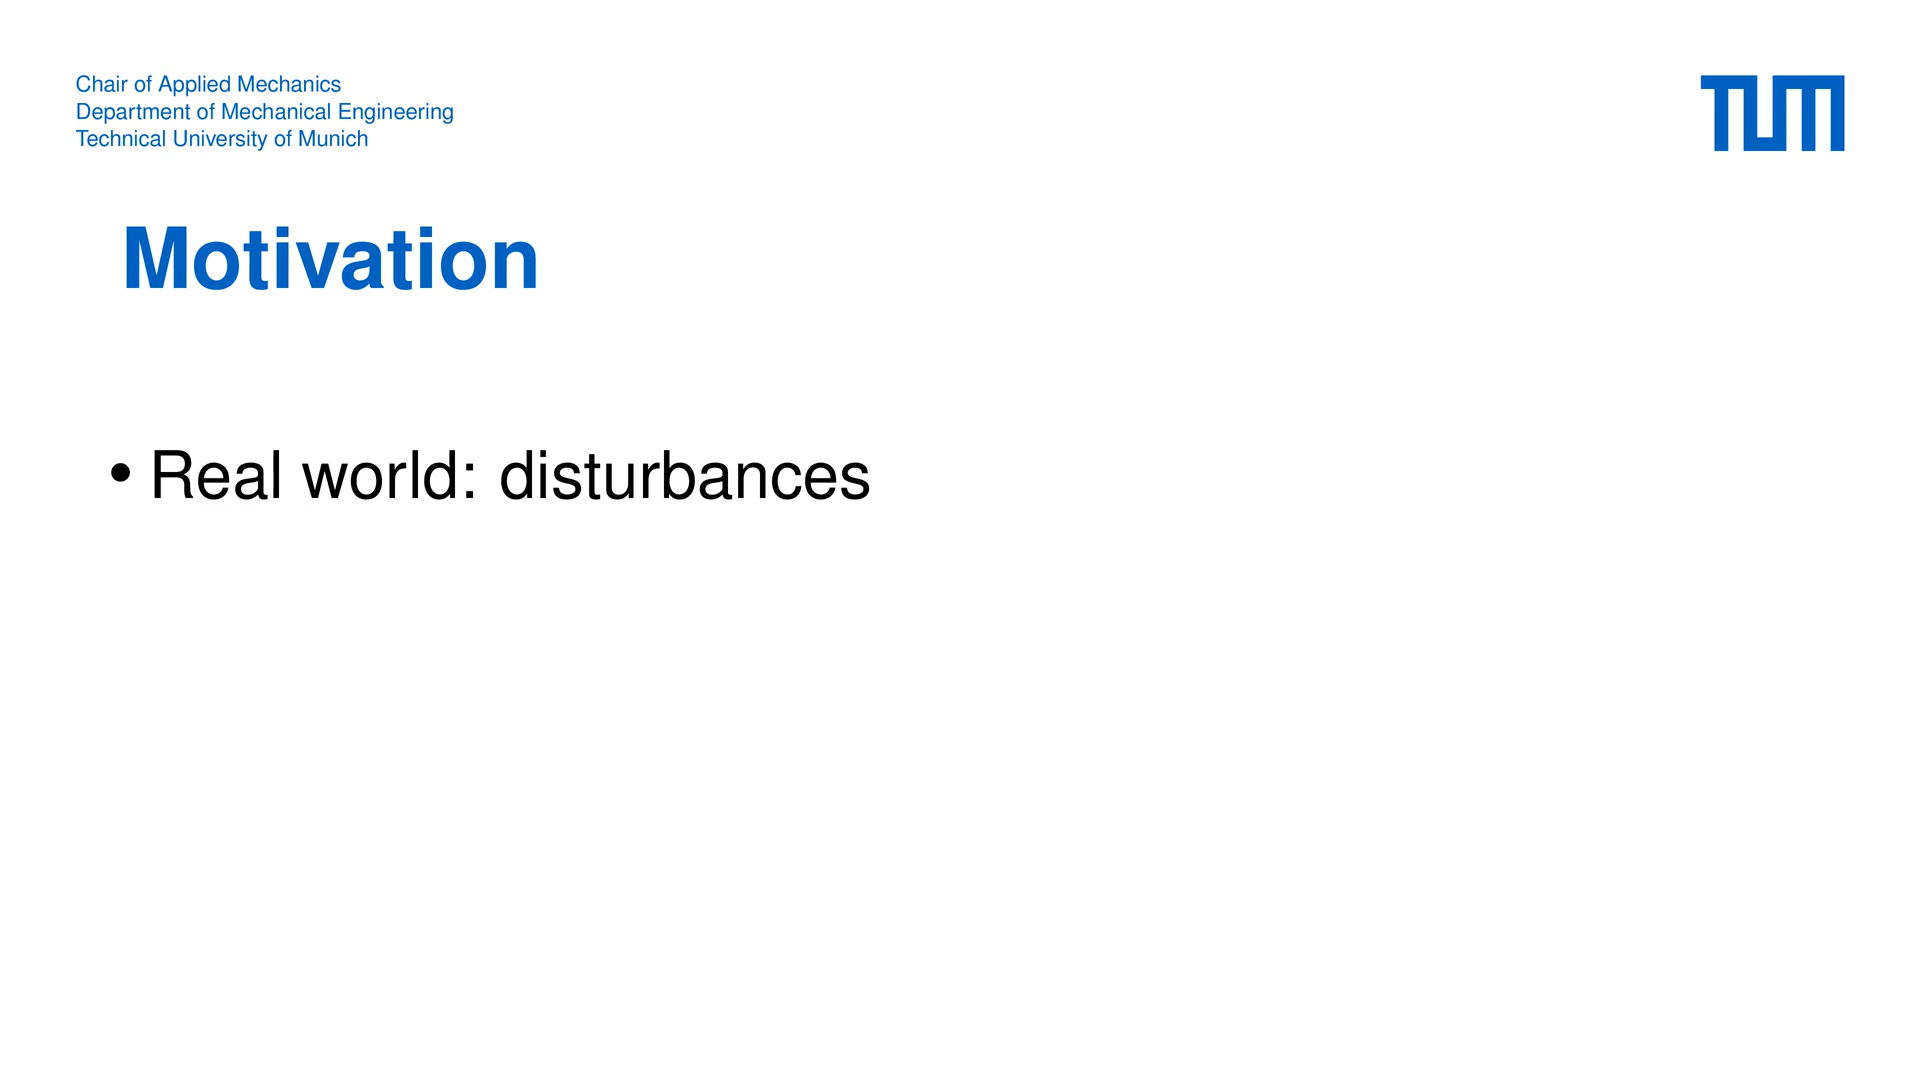 Chair of Applied Mechanics
Department of Mechanical Engineering
Technical University of Munich
TUM
Motivation
• Real world: disturbances